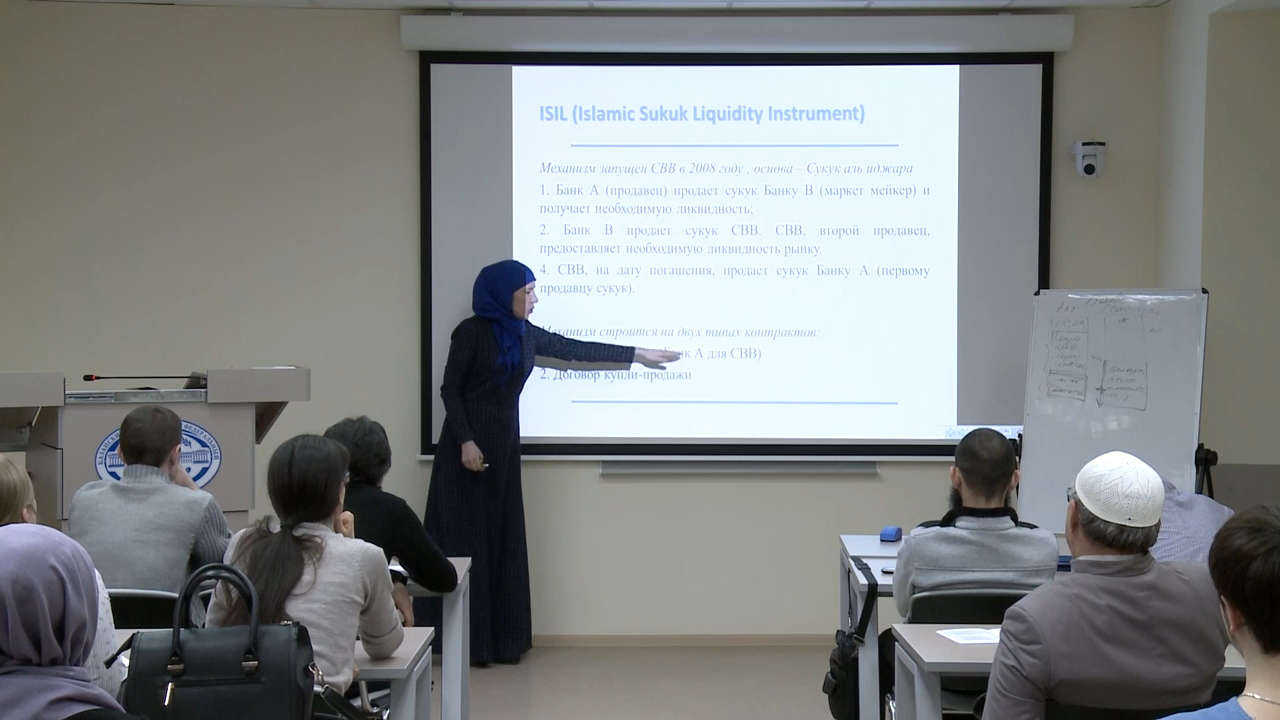 ISIL (Islamic Sukuk Liquidity Instrument)
Механизм запущен СВВ в 2008 году , основа – Сукук аль иджара
1. Банк А (продавец) продает сукук Банку В (маркет мейкер) и
получает необходимую ликвидность;
2. Банк В продает сукук СВВ. СВВ, второй продавец,
предоставляет необходимую ликвидность рынку.
4. СВВ, на дату погашения, продает сукук Банку А (первому
продавцу сукук).
Механизм строится на двух типах контрактов:
А для СВВ)
2. Договор купли-продажи